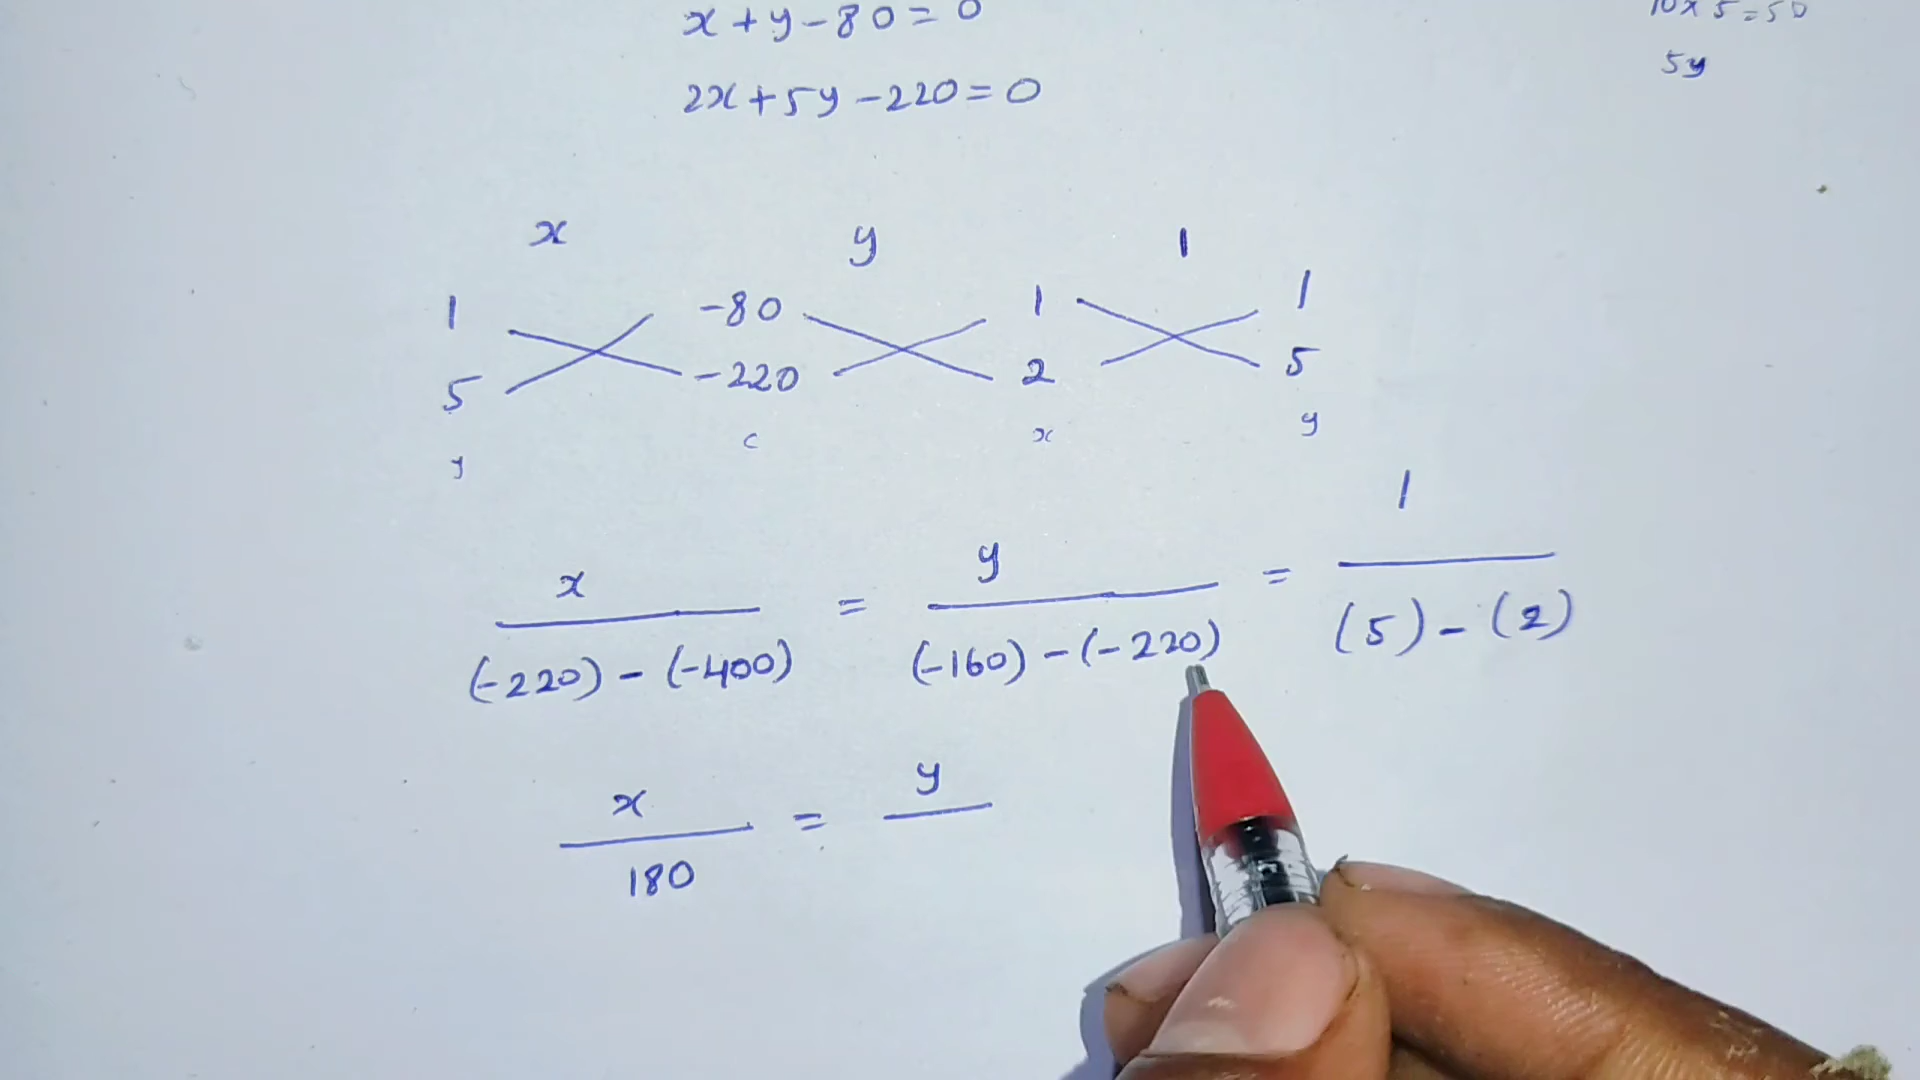 x + y - 80 = 0
10 x 5 = 50
2x + 5y - 220 = 0
5y
x y 1
1 -80 1 1
5 -220 2 5
y c x y
x = y = 1
(-220) - (-400) (-160) - (-220) (5) - (2)
x = y
180